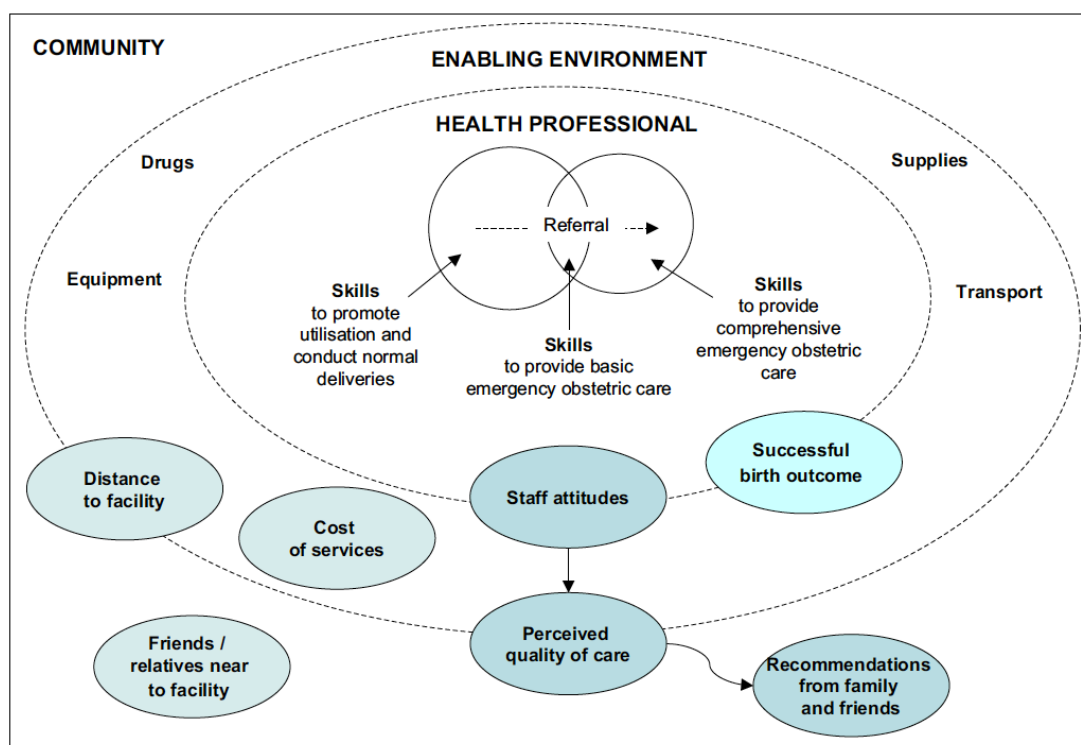 COMMUNITY
ENABLING ENVIRONMENT
HEALTH PROFESSIONAL
Drugs
Supplies
Referral
Equipment
Transport
Skills
to promote
utilisation and
conduct normal
deliveries
Skills
to provide basic
emergency obstetric care
Skills
to provide
comprehensive
emergency obstetric
care
Successful
birth outcome
Distance
to facility
Staff attitudes
Cost
of services
Perceived
quality of care
Friends /
relatives near
to facility
Recommendations
from family
and friends